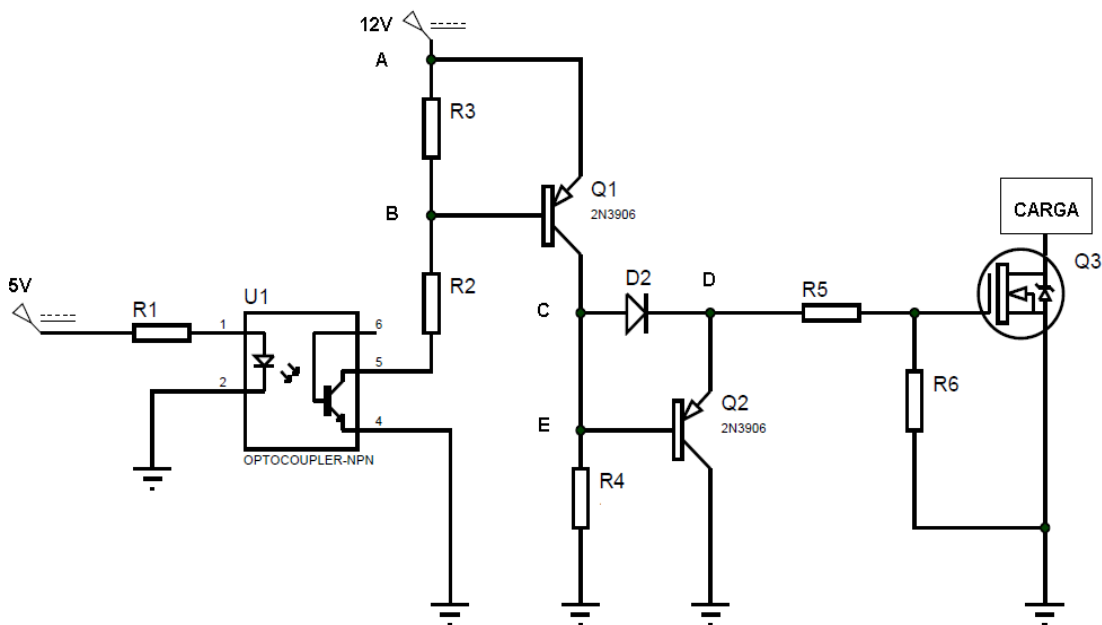 12V
A
R3
Q1
2N3906
B
CARGA
Q3
5V
R1
U1
R2
D2
D
R5
C
1
6
5
2
4
OPTOCOUPLER-NPN
R6
Q2
2N3906
E
R4